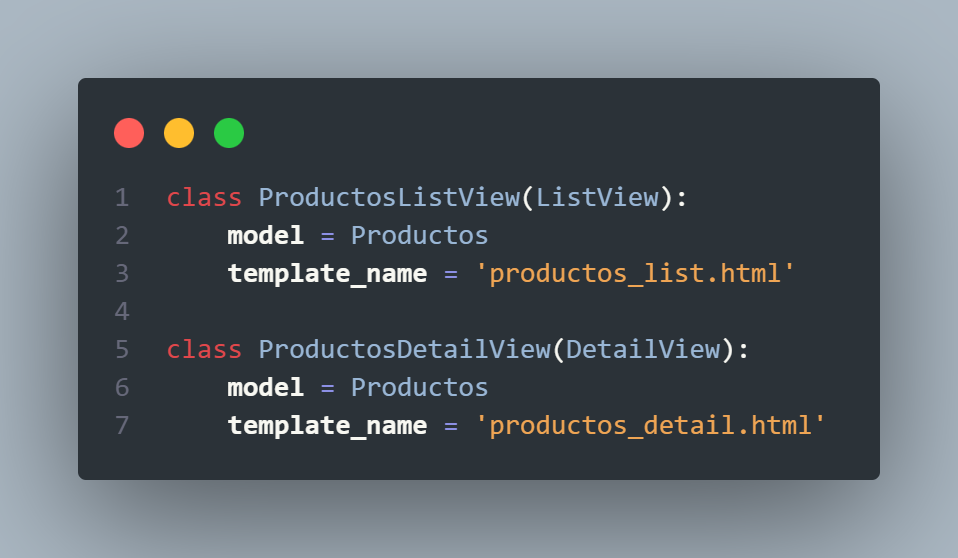 1 class ProductosListView(ListView):
2     model = Productos
3     template_name = 'productos_list.html'
4
5 class ProductosDetailView(DetailView):
6     model = Productos
7     template_name = 'productos_detail.html'